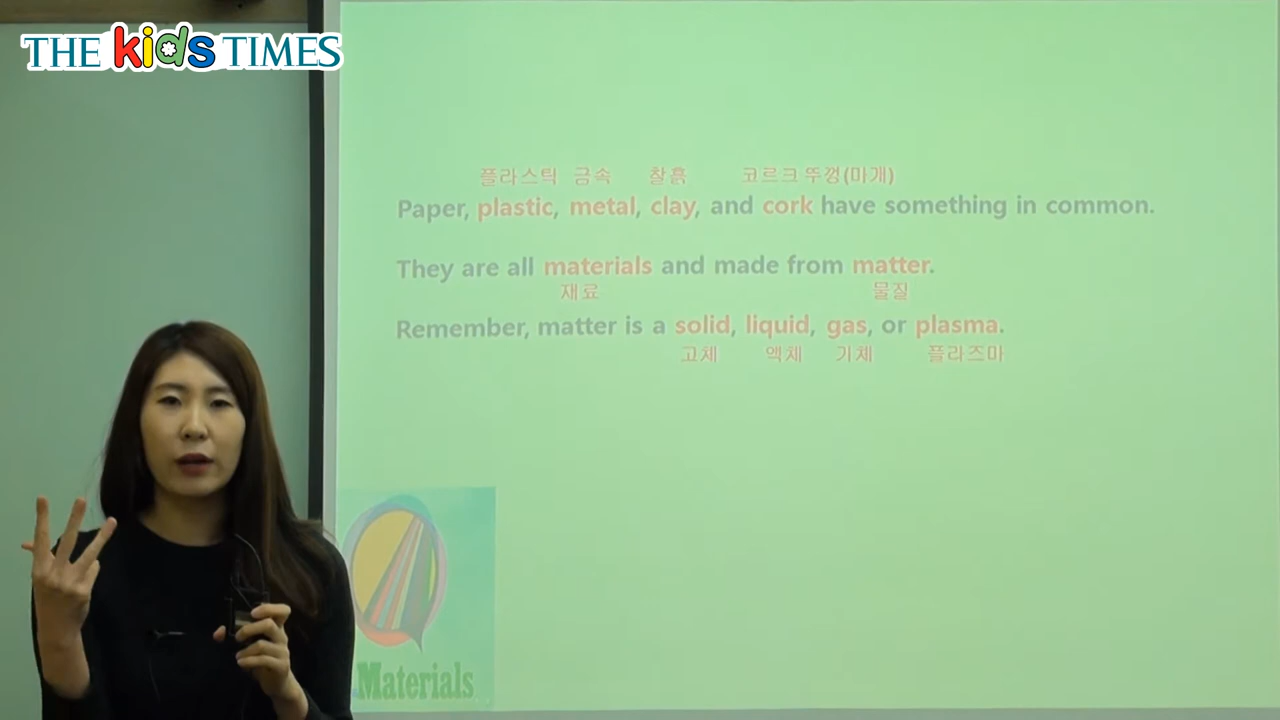 THE kids TIMES
플라스틱 금속 찰흙 코르크 뚜껑(마개)
Paper, plastic, metal, clay, and cork have something in common.
They are all materials and made from matter.
재료 물질
Remember, matter is a solid, liquid, gas, or plasma.
고체 액체 기체 플라즈마
Materials